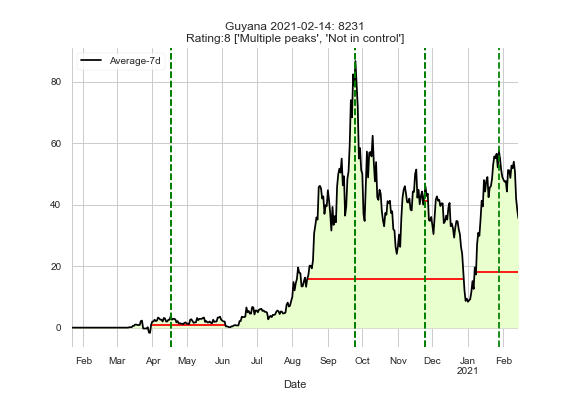 Guyana 2021-02-14: 8231
Rating:8 ['Multiple peaks', 'Not in control']
Average-7d
80
60
40
20
0
Feb Mar Apr May Jun Jul Aug Sep Oct Nov Dec Jan Feb
2021
Date